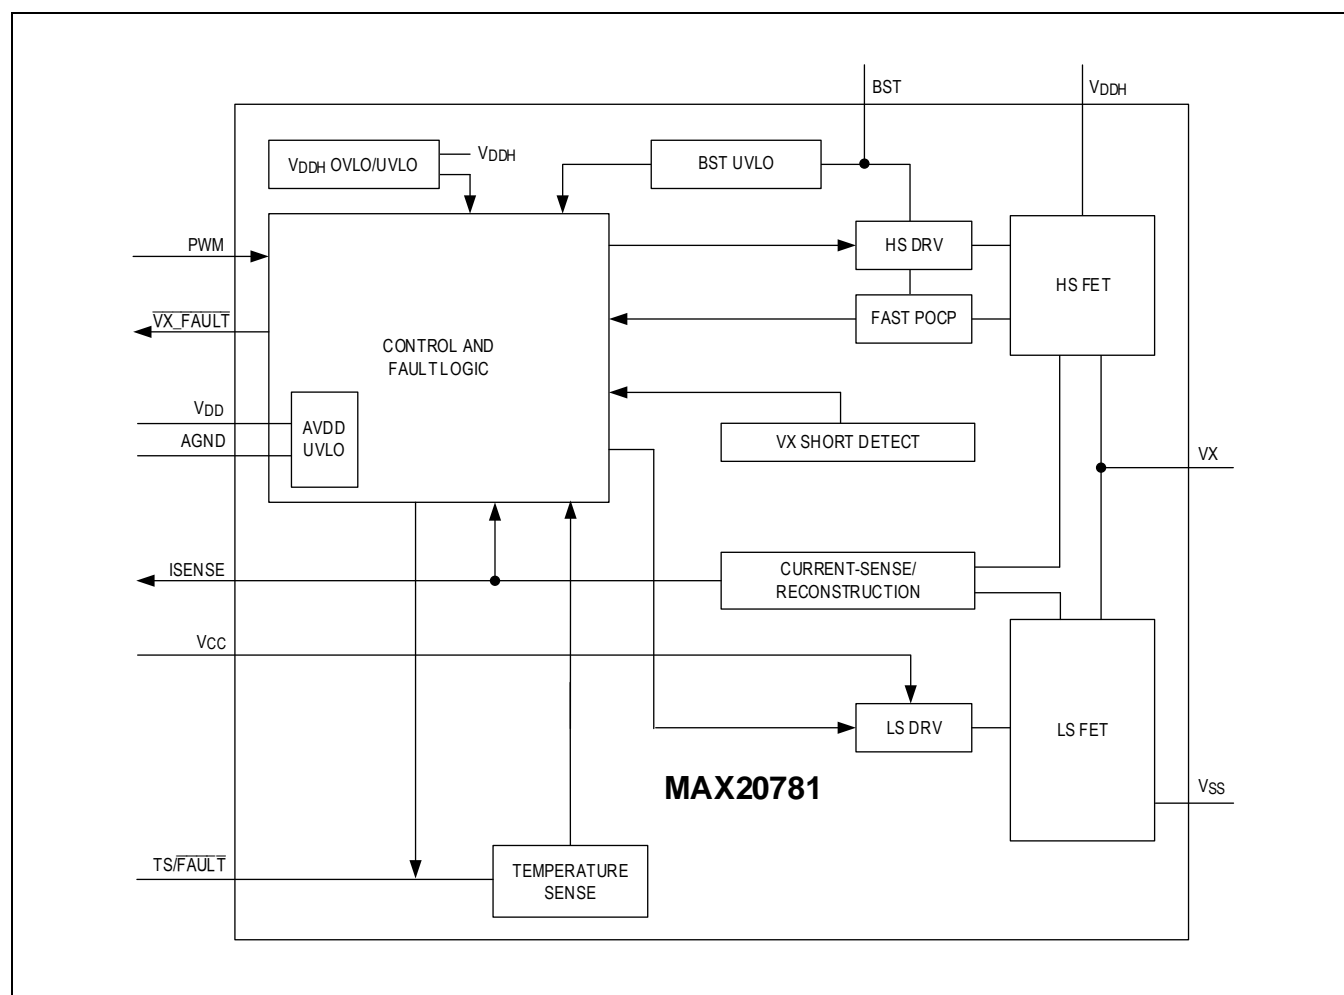 BST
VDDH
VDDH OVLO/UVLO
VDDH
BST UVLO
PWM
HS DRV
HS FET
VX_FAULT
FAST POCP
CONTROL AND
FAULT LOGIC
VDD
AGND
AVDD
UVLO
VX SHORT DETECT
VX
ISENSE
CURRENT-SENSE/
RECONSTRUCTION
VCC
LS DRV
LS FET
MAX20781
VSS
TS/FAULT
TEMPERATURE
SENSE